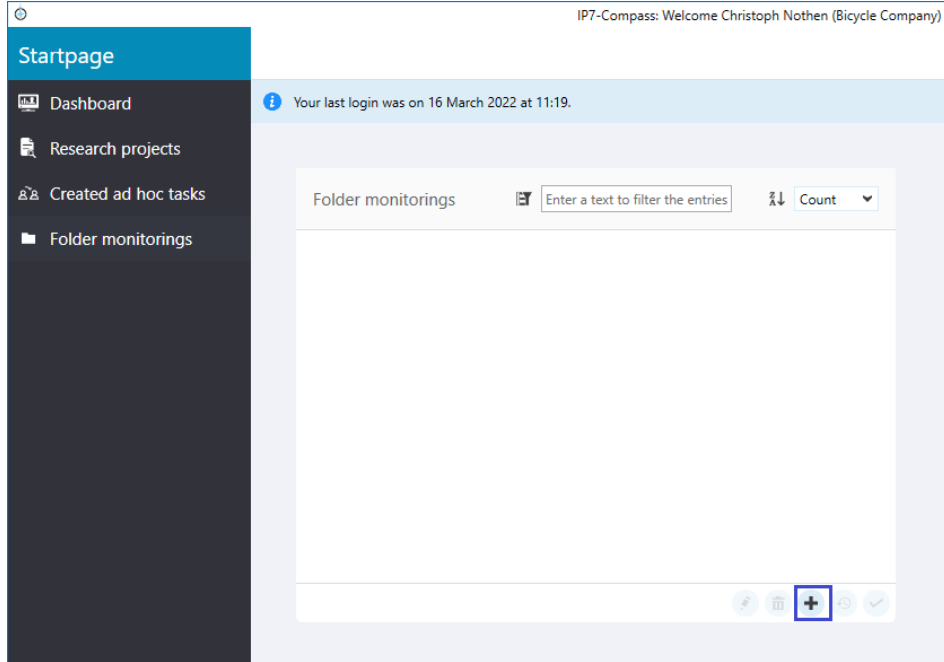 IP7-Compass: Welcome Christoph Nothen (Bicycle Company)
Startpage
Dashboard
Research projects
Created ad hoc tasks
Folder monitorings
Your last login was on 16 March 2022 at 11:19.
Folder monitorings
Enter a text to filter the entries
Count